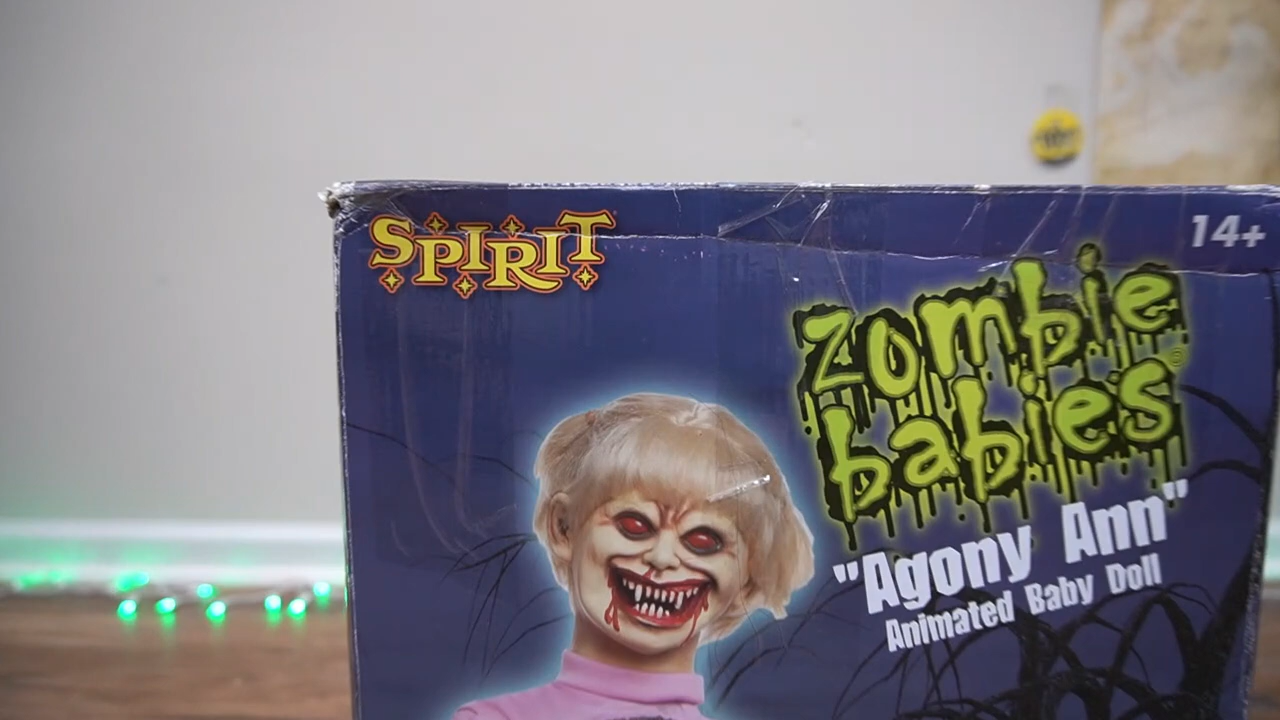 SPIRIT
14+
zombie
babies®
"Agony Ann"
Animated Baby Doll